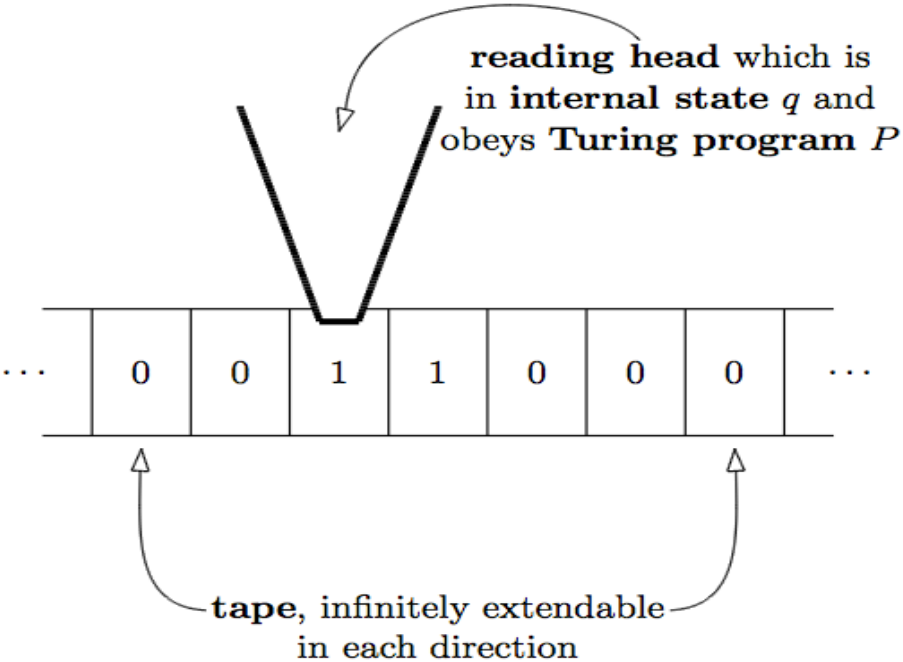 reading head which is
in internal state q and
obeys Turing program P
··· 0 0 1 1 0 0 0 ···
tape, infinitely extendable
in each direction